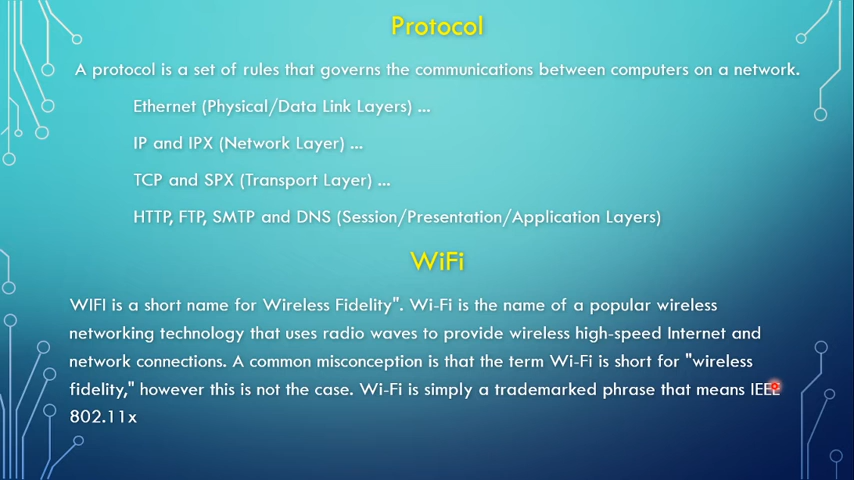 Protocol
A protocol is a set of rules that governs the communications between computers on a network.
Ethernet (Physical/Data Link Layers) ...
IP and IPX (Network Layer) ...
TCP and SPX (Transport Layer) ...
HTTP, FTP, SMTP and DNS (Session/Presentation/Application Layers)
WiFi
WIFI is a short name for Wireless Fidelity". Wi-Fi is the name of a popular wireless
networking technology that uses radio waves to provide wireless high-speed Internet and
network connections. A common misconception is that the term Wi-Fi is short for "wireless
fidelity," however this is not the case. Wi-Fi is simply a trademarked phrase that means IEEE
802.11x